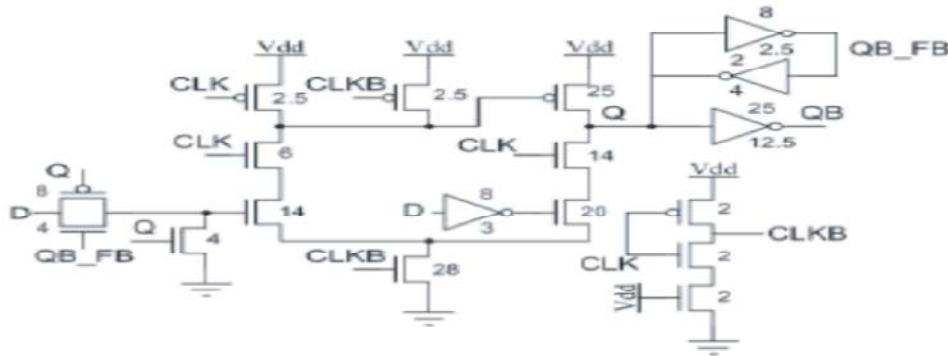 8
Vdd Vdd Vdd
2.5 QB_FB
CLK CLKB 2
2.5 2.5 25 4
Q 25 QB
CLK CLK 12.5
6 14
Vdd
Q
8 8 2
D 14 D 20 CLKB
4 Q 4 3 2
QB_FB CLKB CLK
28 Vdd 2